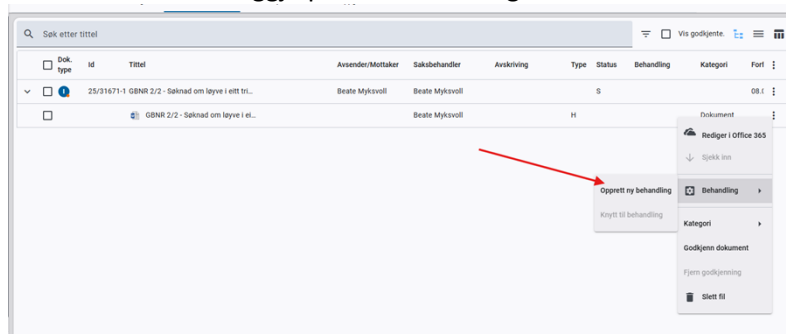 Søk etter tittel
Vis godkjente.
Dok. type Id Tittel Avsender/Mottaker Saksbehandler Avskriving Type Status Behandling Kategori Forf
25/31671-1 GBNR 2/2 - Søknad om løyve i eitt tri... Beate Myksvoll Beate Myksvoll S 08.(
GBNR 2/2 - Søknad om løyve i ei... Beate Myksvoll H Dokument
Rediger i Office 365
Sjekk inn
Opprett ny behandling
Behandling
Knytt til behandling
Kategori
Godkjenn dokument
Fjern godkjenning
Slett fil